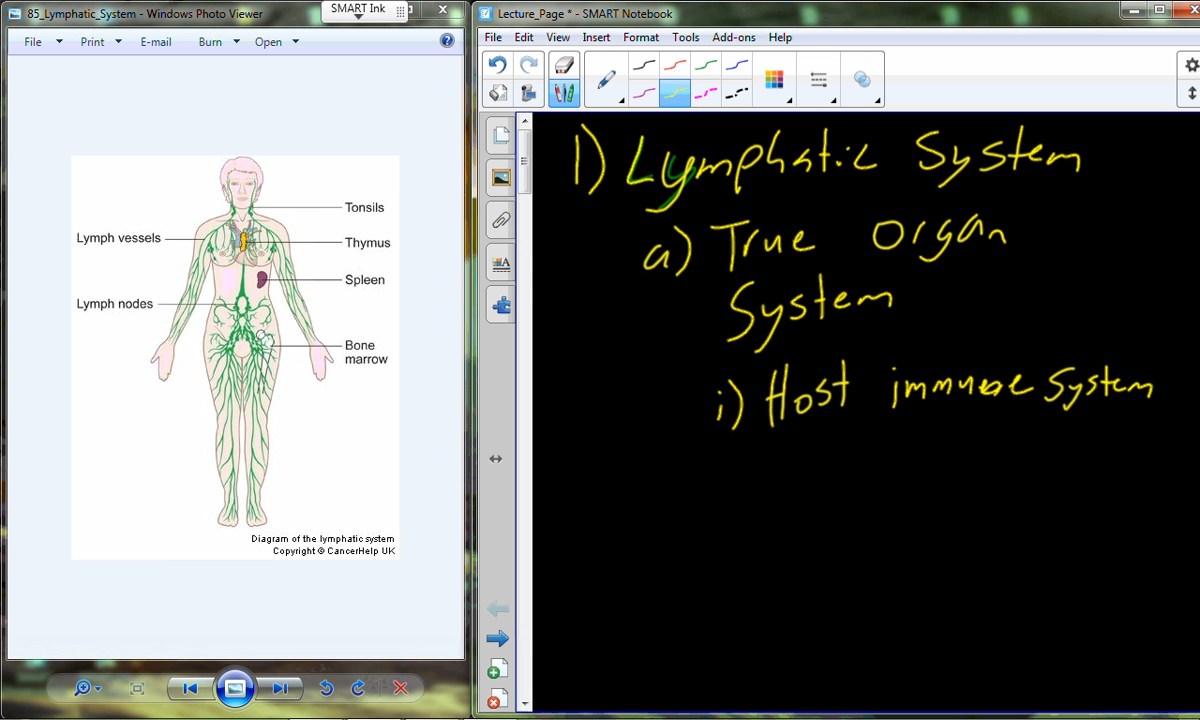 85_Lymphatic_System - Windows Photo Viewer
SMART Ink
File Print E-mail Burn Open
Tonsils
Lymph vessels
Thymus
Spleen
Lymph nodes
Bone
marrow
Diagram of the lymphatic system
Copyright © CancerHelp UK
Lecture_Page * - SMART Notebook
File Edit View Insert Format Tools Add-ons Help
1) Lymphatic System
a) True Organ
System
i) Host immune System